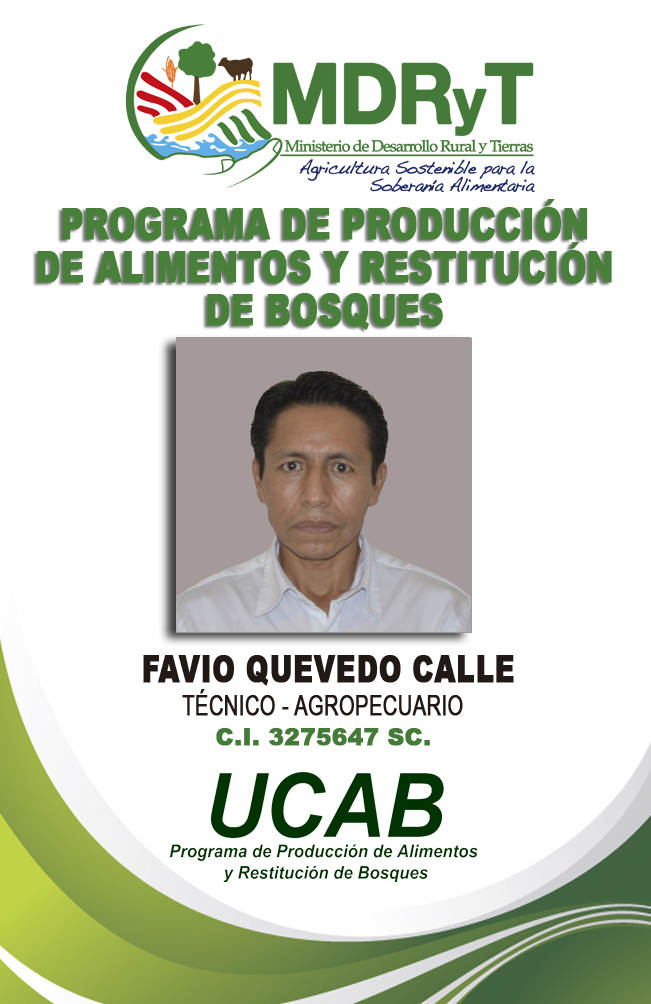 MDRyT
Ministerio de Desarrollo Rural y Tierras
Agricultura Sostenible para la
Soberanía Alimentaria
PROGRAMA DE PRODUCCIÓN
DE ALIMENTOS Y RESTITUCIÓN
DE BOSQUES
FAVIO QUEVEDO CALLE
TÉCNICO - AGROPECUARIO
C.I. 3275647 SC.
UCAB
Programa de Producción de Alimentos
y Restitución de Bosques